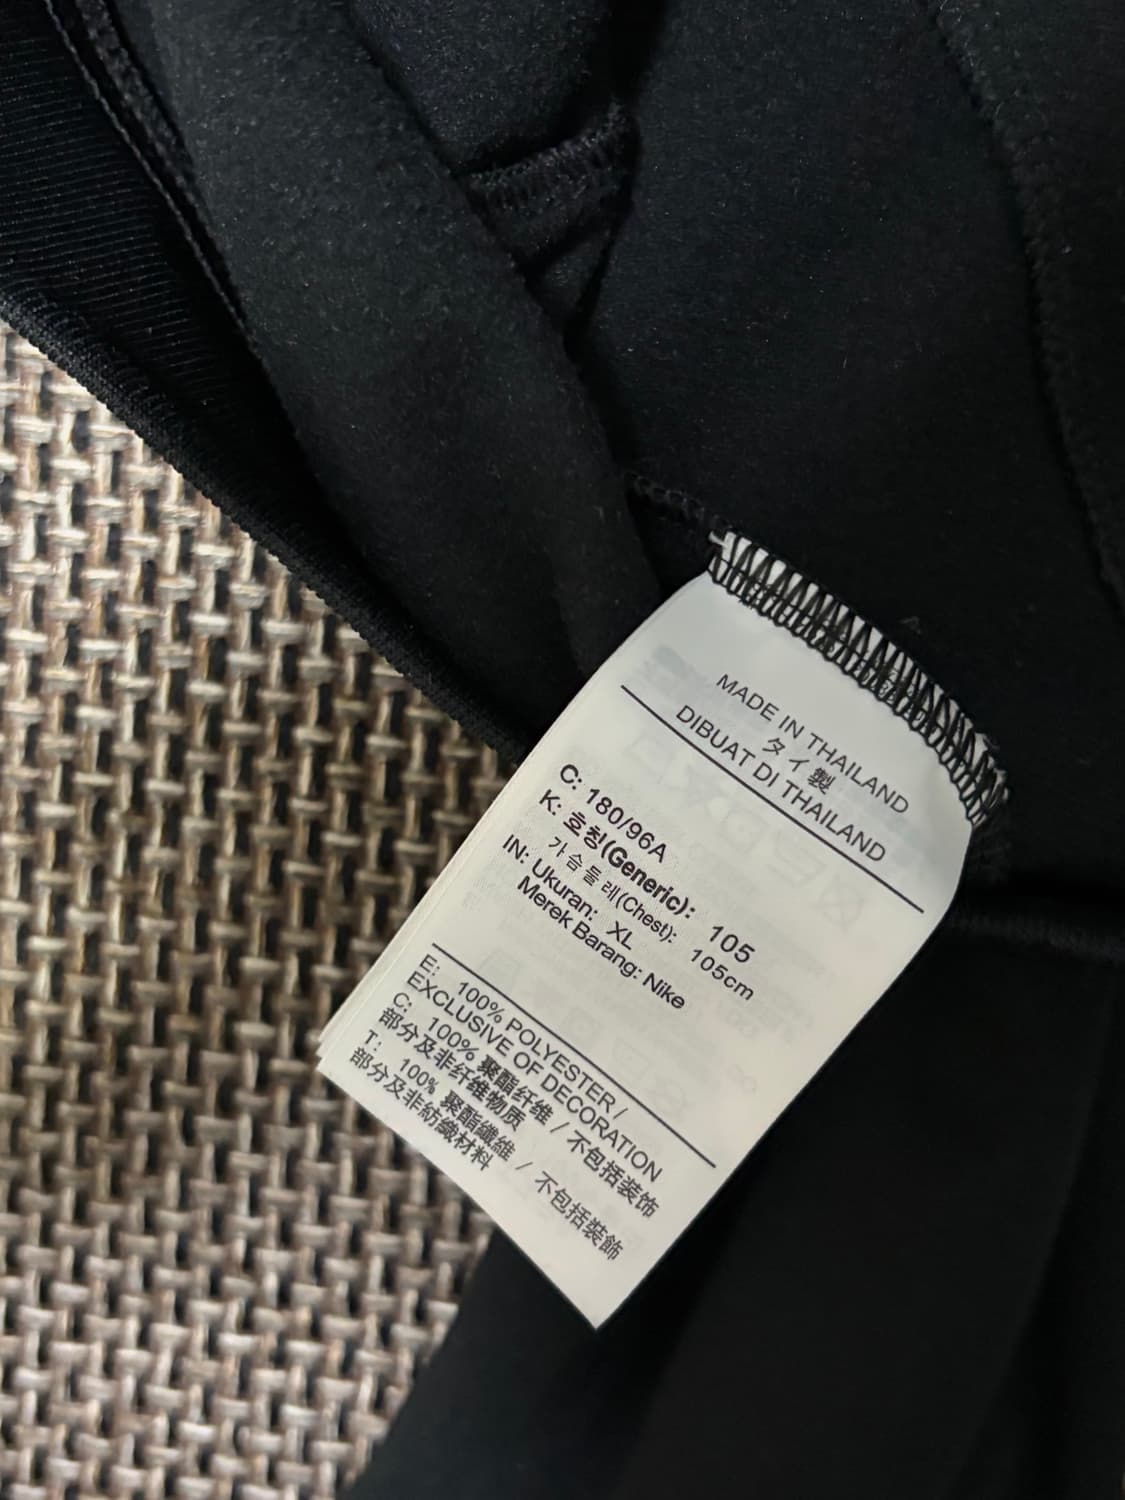 MADE IN THAILAND
タイ製
DIBUAT DI THAILAND
C: 180/96A
K: 호칭(Generic): 105
가슴둘레(Chest): 105cm
IN: Ukuran: XL
Merek Barang: Nike
E: 100% POLYESTER /
EXCLUSIVE OF DECORATION
C: 100% 聚酯纤维 / 不包括装饰
部分及非纤维物质
T: 100% 聚酯纖維 / 不包括裝飾
部分及非紡織材料